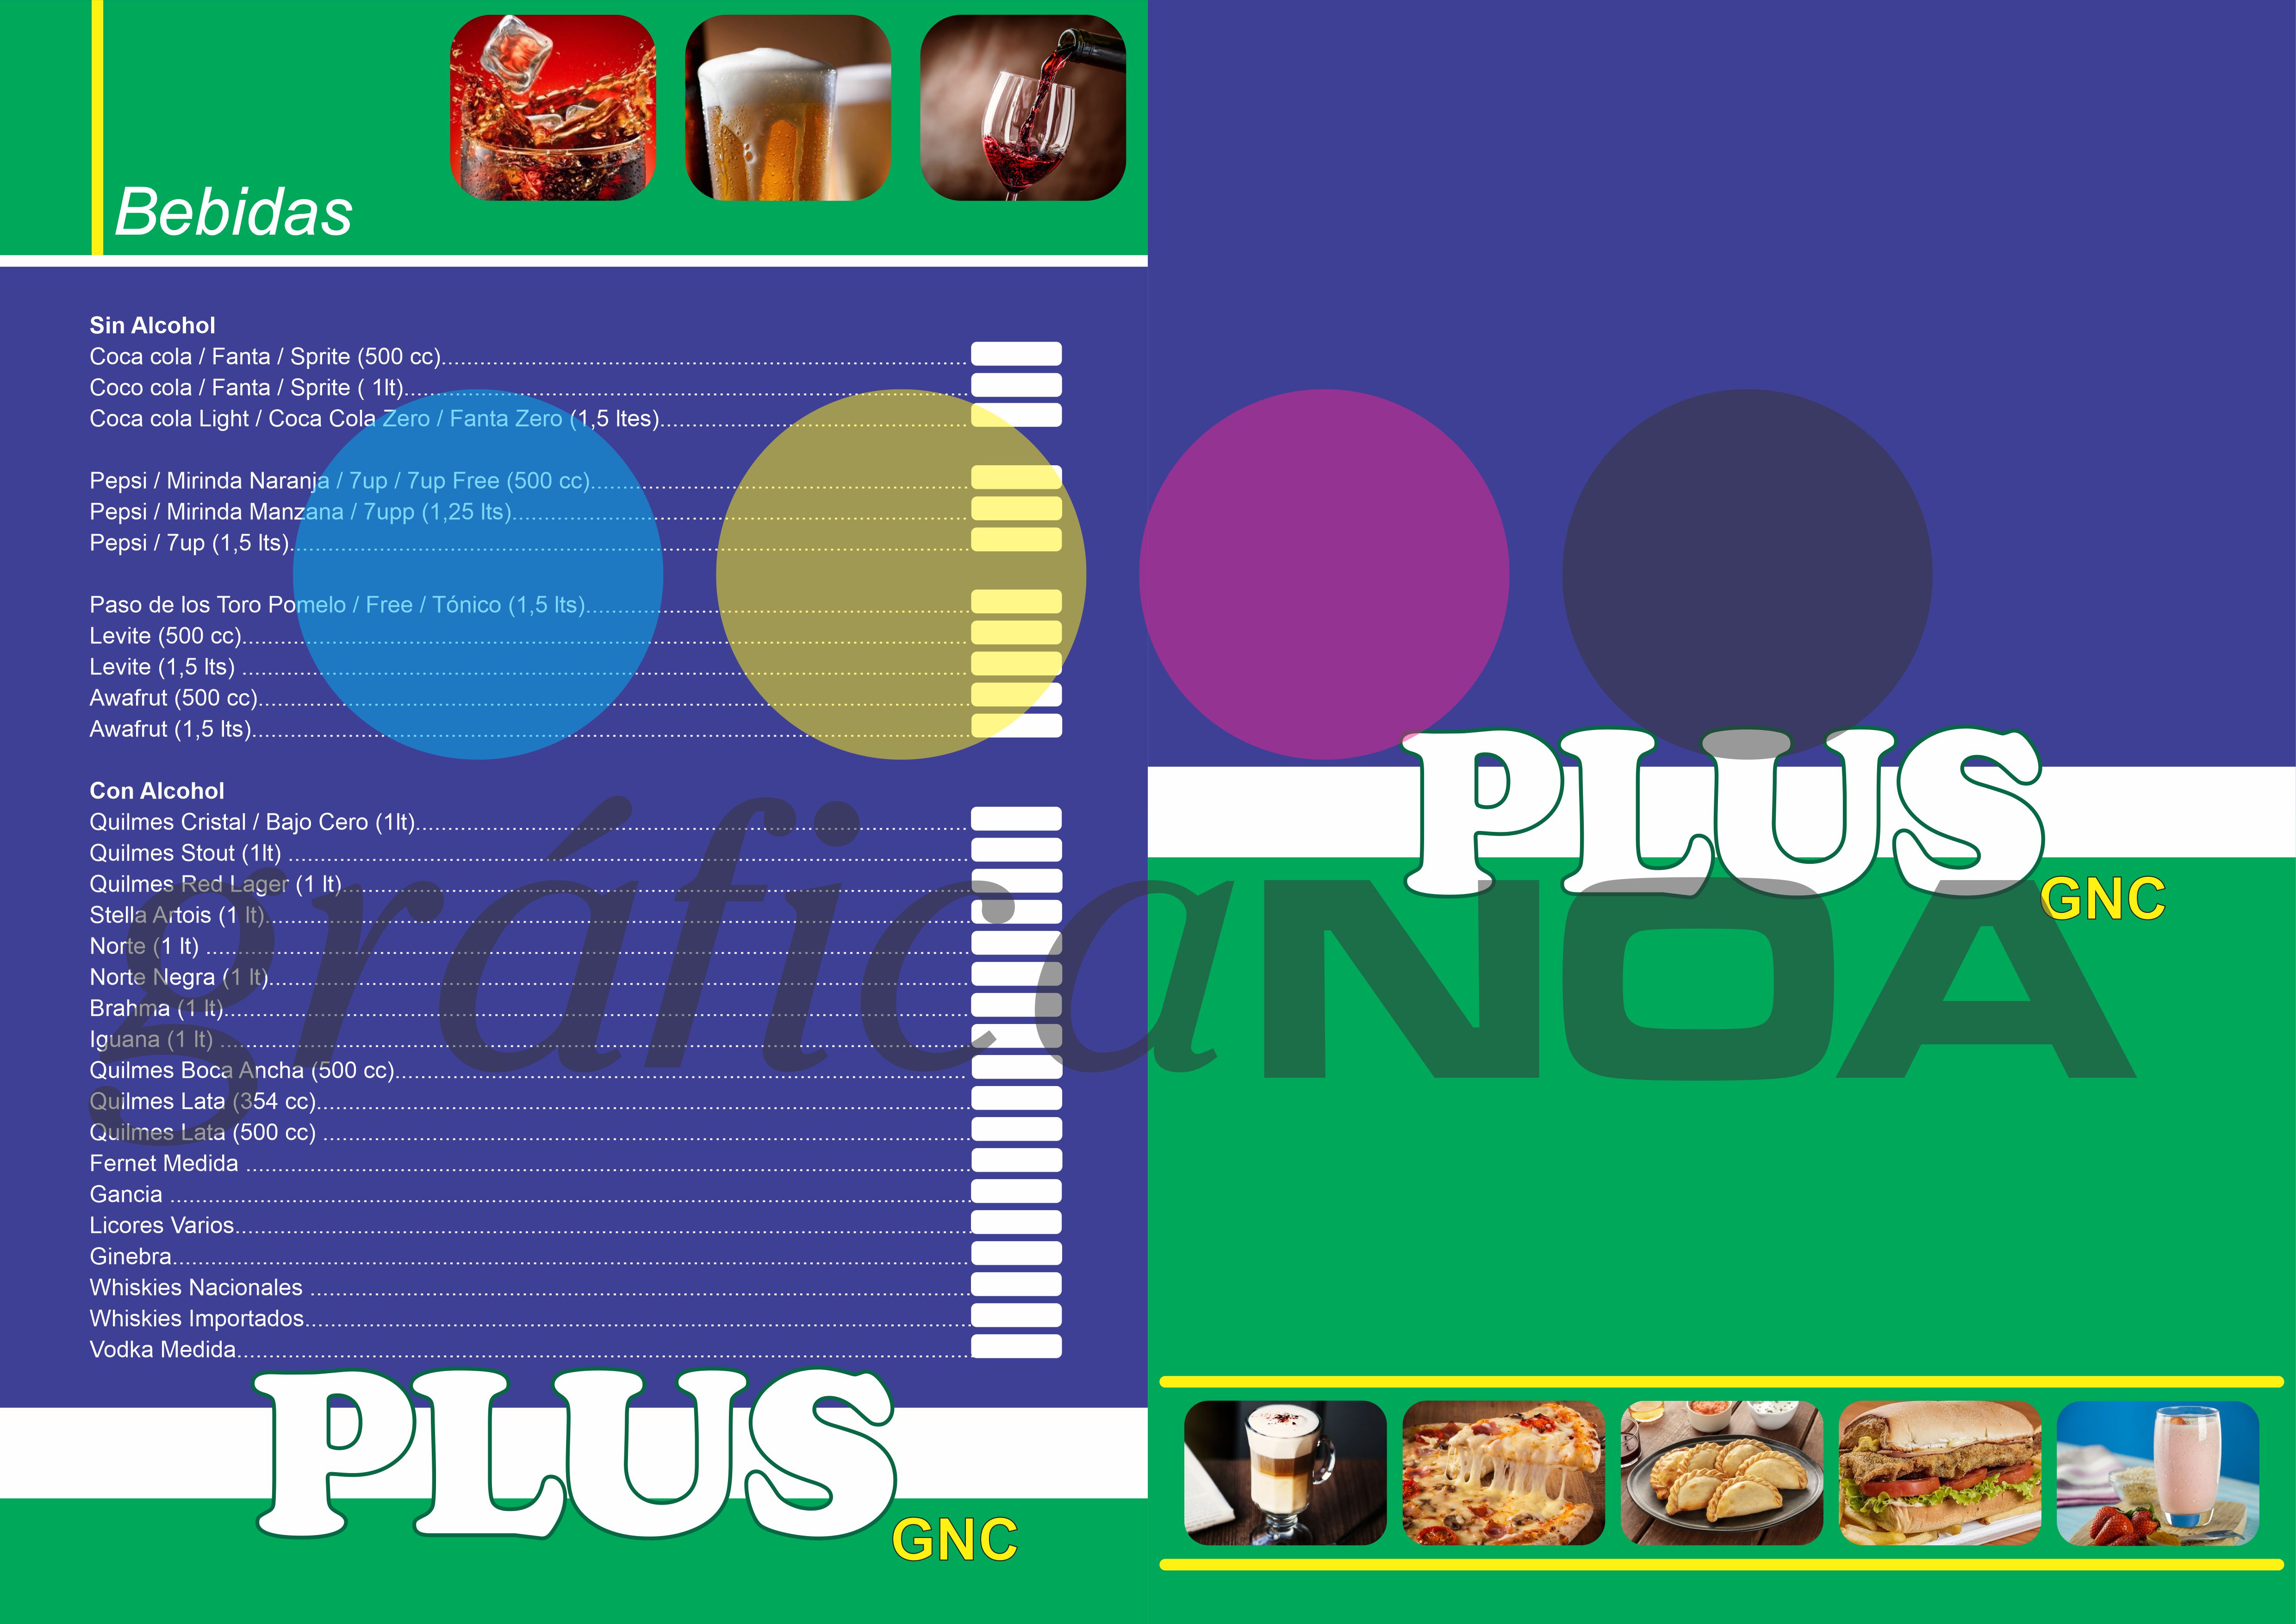 Bebidas
Sin Alcohol
Coca cola / Fanta / Sprite (500 cc)
Coco cola / Fanta / Sprite ( 1lt)
Coca cola Light / Coca Cola Zero / Fanta Zero (1,5 ltes)
Pepsi / Mirinda Naranja / 7up / 7up Free (500 cc)
Pepsi / Mirinda Manzana / 7upp (1,25 lts)
Pepsi / 7up (1,5 lts)
Paso de los Toro Pomelo / Free / Tónico (1,5 lts)
Levite (500 cc)
Levite (1,5 lts)
Awafrut (500 cc)
Awafrut (1,5 lts)
Con Alcohol
Quilmes Cristal / Bajo Cero (1lt)
Quilmes Stout (1lt)
Quilmes Red Lager (1 lt)
Stella Artois (1 lt)
Norte (1 lt)
Norte Negra (1 lt)
Brahma (1 lt)
Iguana (1 lt)
Quilmes Boca Ancha (500 cc)
Quilmes Lata (354 cc)
Quilmes Lata (500 cc)
Fernet Medida
Gancia
Licores Varios
Ginebra
Whiskies Nacionales
Whiskies Importados
Vodka Medida
PLUS
GNC
PLUS
GNC
gráficaNOA